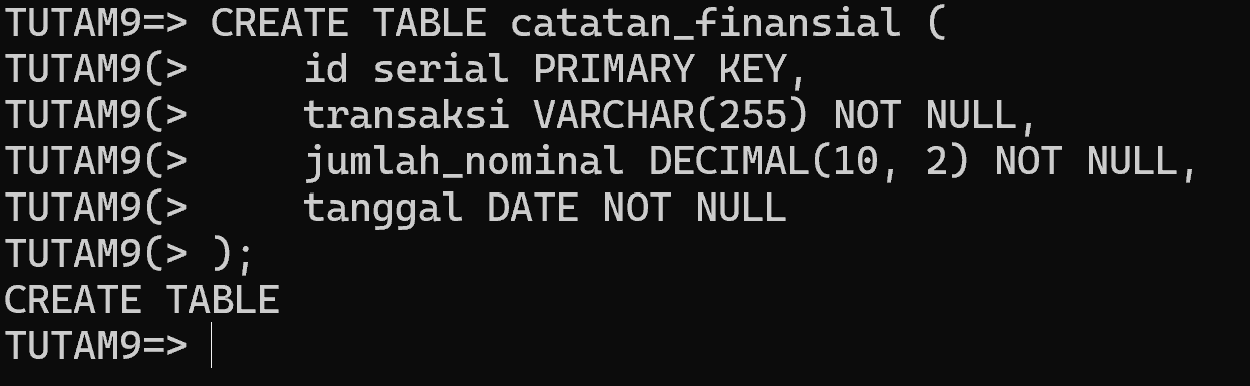 TUTAM9=> CREATE TABLE catatan_finansial (
TUTAM9(>     id serial PRIMARY KEY,
TUTAM9(>     transaksi VARCHAR(255) NOT NULL,
TUTAM9(>     jumlah_nominal DECIMAL(10, 2) NOT NULL,
TUTAM9(>     tanggal DATE NOT NULL
TUTAM9(> );
CREATE TABLE
TUTAM9=>